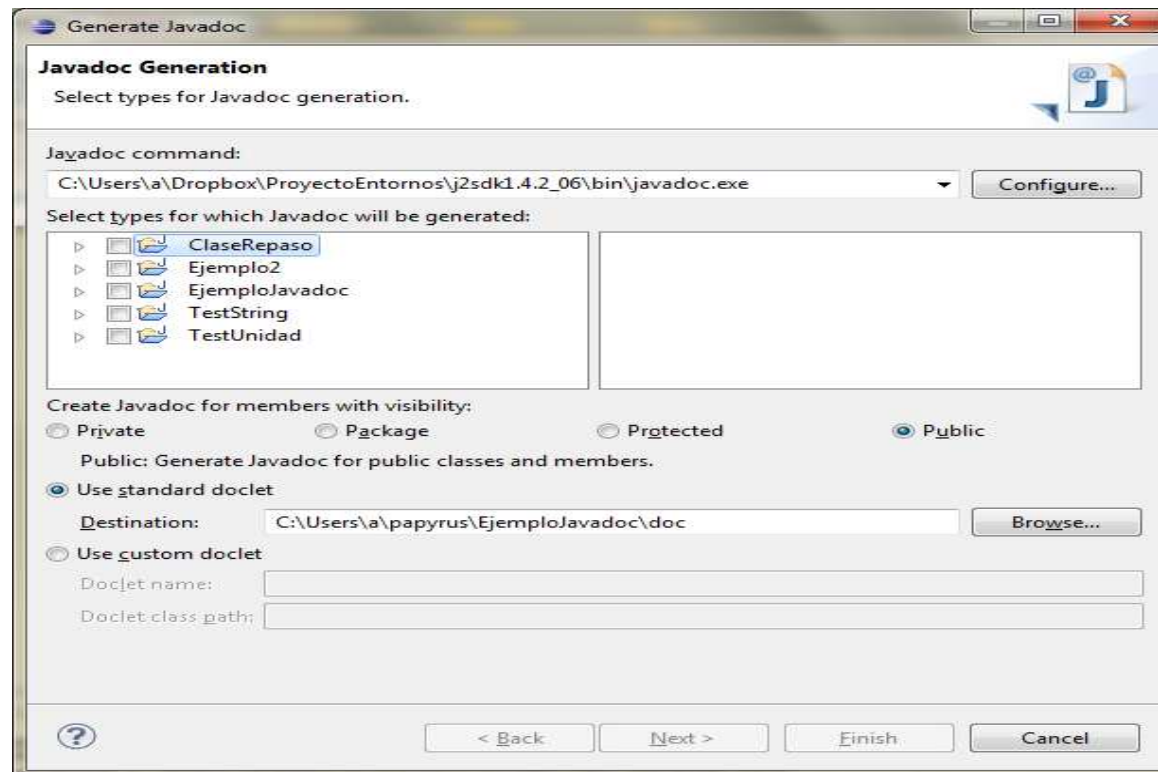 Generate Javadoc
Javadoc Generation
Select types for Javadoc generation.
Javadoc command:
C:\Users\a\Dropbox\ProyectoEntornos\j2sdk1.4.2_06\bin\javadoc.exe
Configure...
Select types for which Javadoc will be generated:
ClaseRepaso
Ejemplo2
EjemploJavadoc
TestString
TestUnidad
Create Javadoc for members with visibility:
Private Package Protected Public
Public: Generate Javadoc for public classes and members.
Use standard doclet
Destination: C:\Users\a\papyrus\EjemploJavadoc\doc Browse...
Use custom doclet
Doclet name:
Doclet class path:
? < Back Next > Finish Cancel